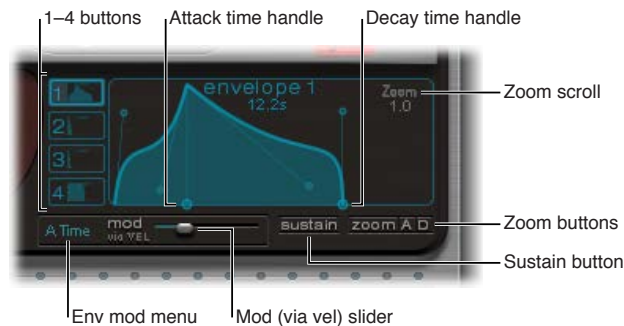 1–4 buttons
Attack time handle
Decay time handle
1
envelope 1
12.2s
Zoom
1.0
Zoom scroll
2
3
4
A Time
mod
via VEL
sustain
zoom A D
Zoom buttons
Sustain button
Env mod menu
Mod (via vel) slider